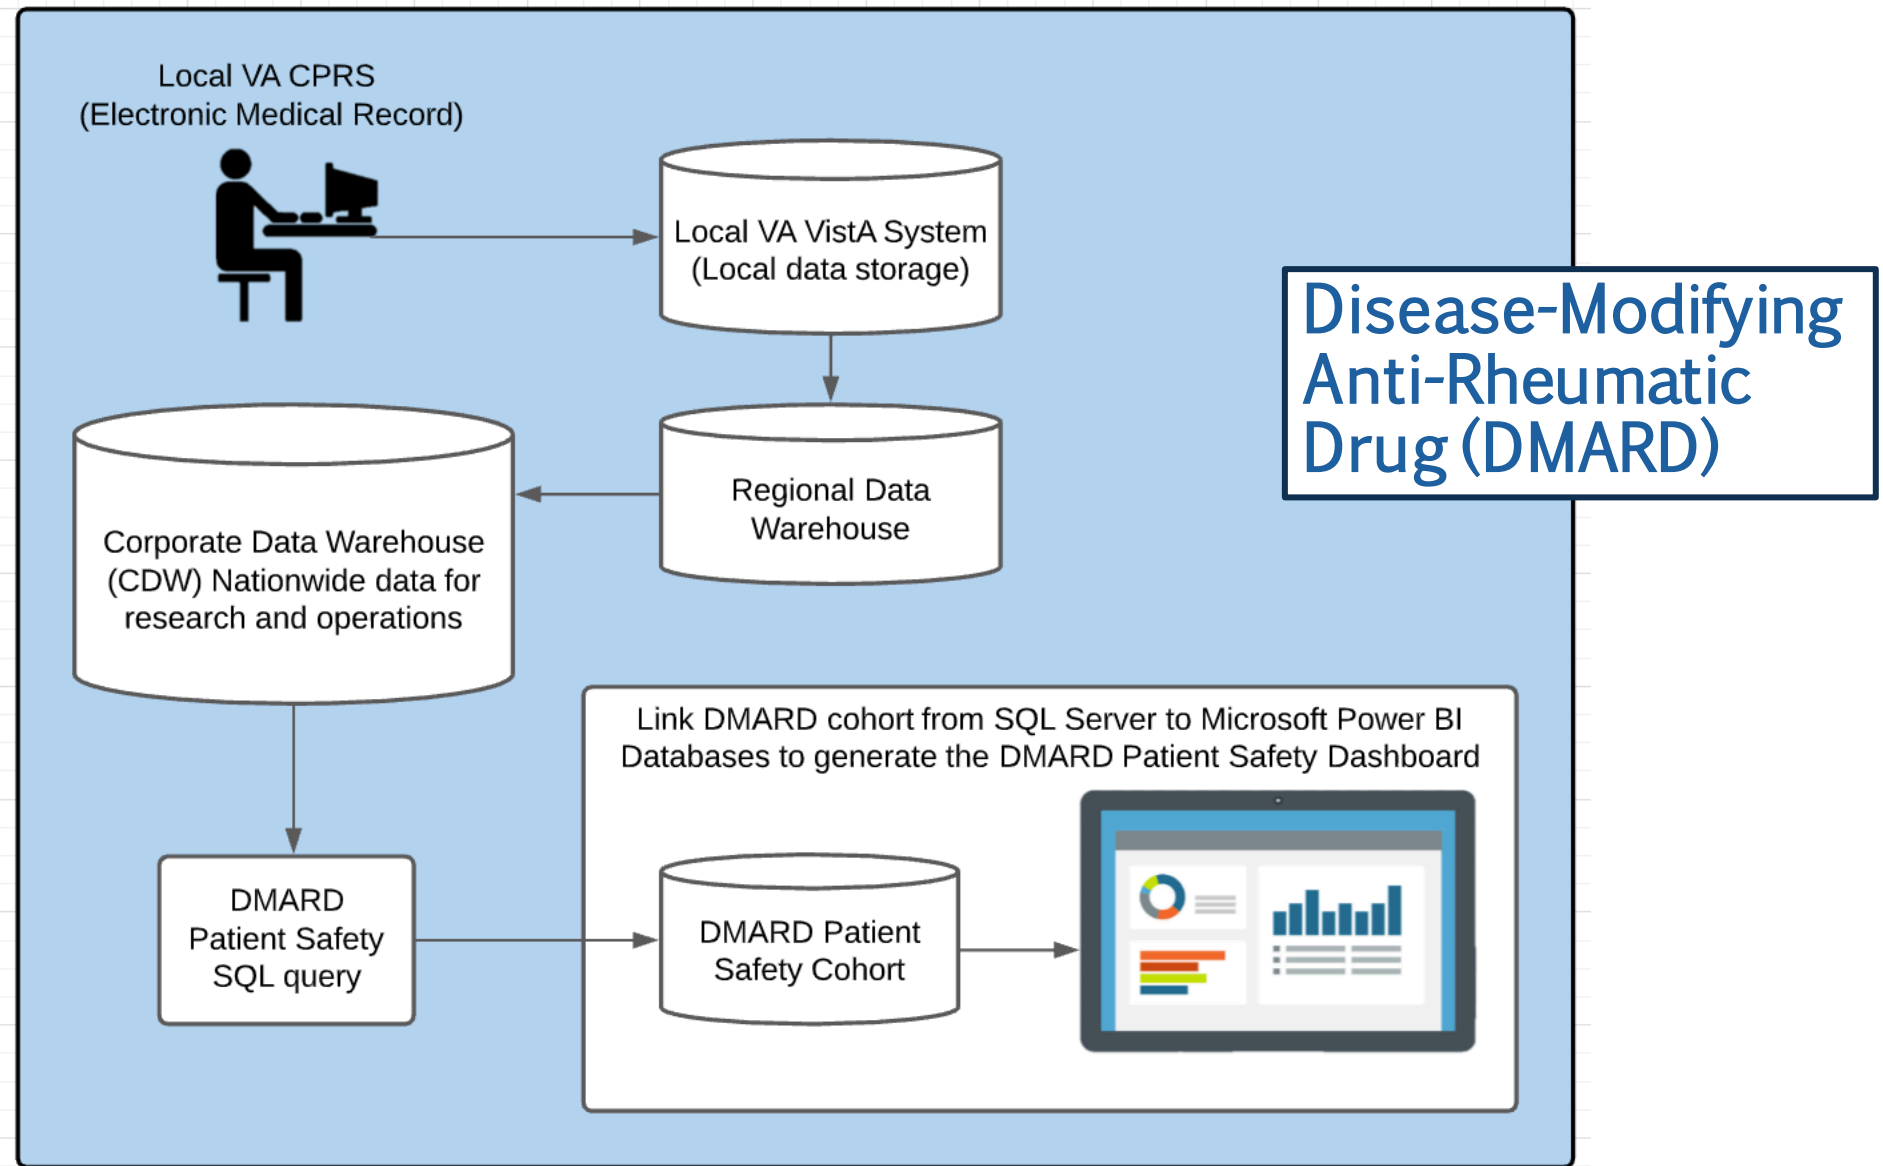 Local VA CPRS
(Electronic Medical Record)
Local VA VistA System
(Local data storage)
Disease-Modifying
Anti-Rheumatic
Drug (DMARD)
Regional Data
Warehouse
Corporate Data Warehouse
(CDW) Nationwide data for
research and operations
Link DMARD cohort from SQL Server to Microsoft Power BI
Databases to generate the DMARD Patient Safety Dashboard
DMARD
Patient Safety
SQL query
DMARD Patient
Safety Cohort